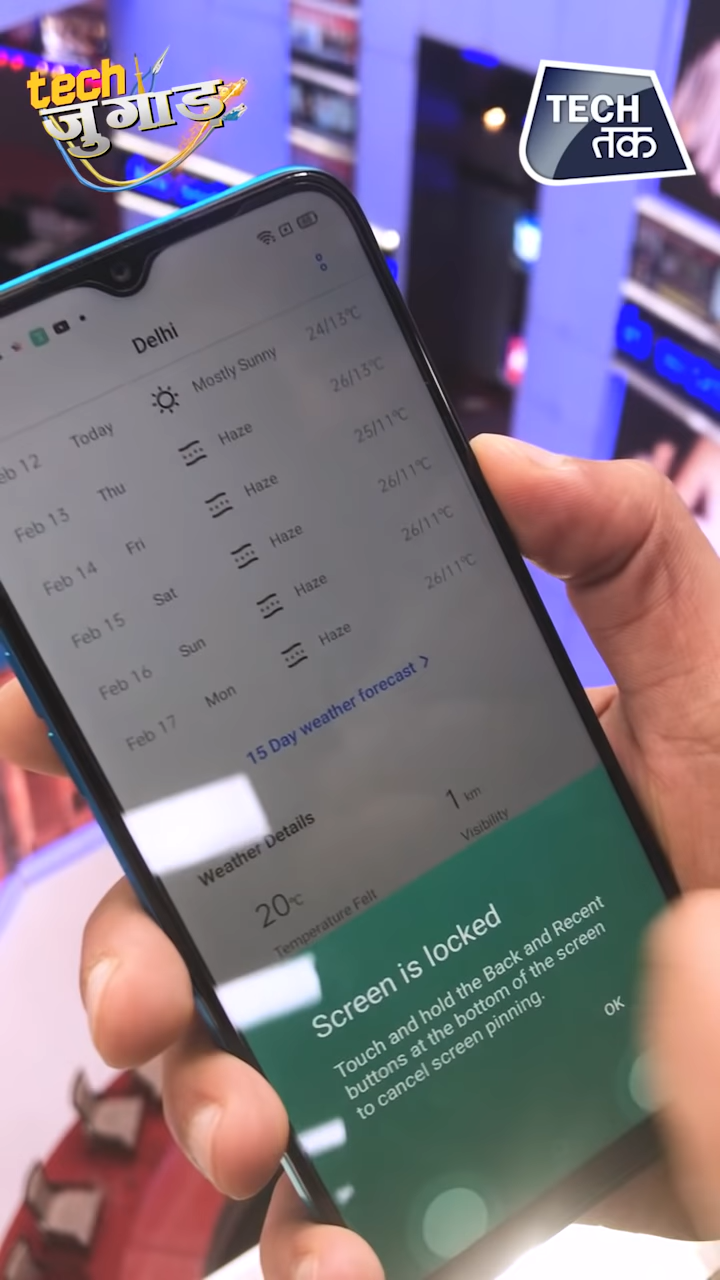 tech
जुगाड़
TECH
तक
Delhi
eb 12 Today Mostly Sunny 24/13℃
Feb 13 Thu Haze 26/13℃
Feb 14 Fri Haze 25/11℃
Feb 15 Sat Haze 26/11℃
Feb 16 Sun Haze 26/11℃
Feb 17 Mon Haze 26/11℃
15 Day weather forecast >
Weather Details
20℃
Temperature Felt
1 km
Visibility
Screen is locked
Touch and hold the Back and Recent
buttons at the bottom of the screen
to cancel screen pinning.
OK